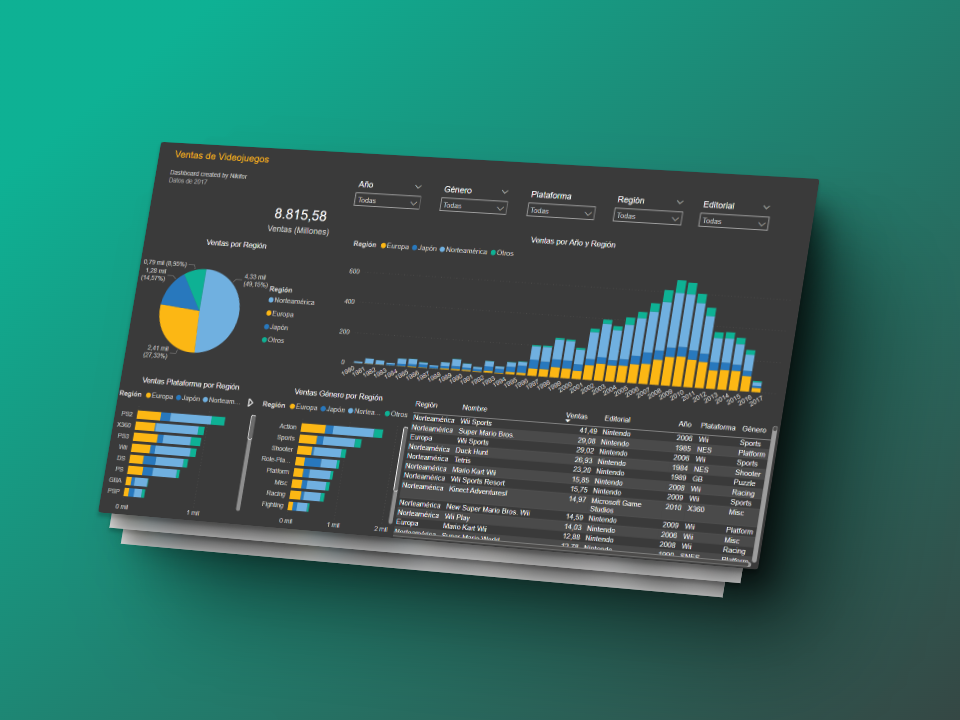 Ventas de Videojuegos
Dashboard created by Nikitor
Datos de 2017
8.815,58
Ventas (Millones)
Año
Todas
Género
Todas
Plataforma
Todas
Región
Todas
Editorial
Todas
Ventas por Región
0,79 mil (8,93%)
1,28 mil
(14,57%)
4,33 mil
(49,15%)
2,41 mil
(27,33%)
Región
Norteamérica
Europa
Japón
Otros
Ventas por Año y Región
Región Europa Japón Norteamérica Otros
600
400
200
0
1980 1981 1982 1983 1984 1985 1986 1987 1988 1989 1990 1991 1992 1993 1994 1995 1996 1997 1998 1999 2000 2001 2002 2003 2004 2005 2006 2007 2008 2009 2010 2011 2012 2013 2014 2015 2016 2017
Ventas Plataforma por Región
Región Europa Japón Norteam...
PS2
X360
PS3
Wii
DS
PS
GBA
PSP
0 mil 1 mil
Ventas Género por Región
Región Europa Japón Nortea... Otros
Action
Sports
Shooter
Role-Pla...
Platform
Misc
Racing
Fighting
0 mil 1 mil 2 mil
Región Nombre Ventas Editorial Año Plataforma Género
Norteamérica Wii Sports 41,49 Nintendo 2006 Wii Sports
Norteamérica Super Mario Bros. 29,08 Nintendo 1985 NES Platform
Europa Wii Sports 29,02 Nintendo 2006 Wii Sports
Norteamérica Duck Hunt 26,93 Nintendo 1984 NES Shooter
Norteamérica Tetris 23,20 Nintendo 1989 GB Puzzle
Norteamérica Mario Kart Wii 15,85 Nintendo 2008 Wii Racing
Norteamérica Wii Sports Resort 15,75 Nintendo 2009 Wii Sports
Norteamérica Kinect Adventures! 14,97 Microsoft Game Studios 2010 X360 Misc
Norteamérica New Super Mario Bros. Wii 14,59 Nintendo 2009 Wii Platform
Norteamérica Wii Play 14,03 Nintendo 2006 Wii Misc
Europa Mario Kart Wii 12,88 Nintendo 2008 Wii Racing
Norteamérica Super Mario World 12,78 Nintendo 1990 SNES Platform